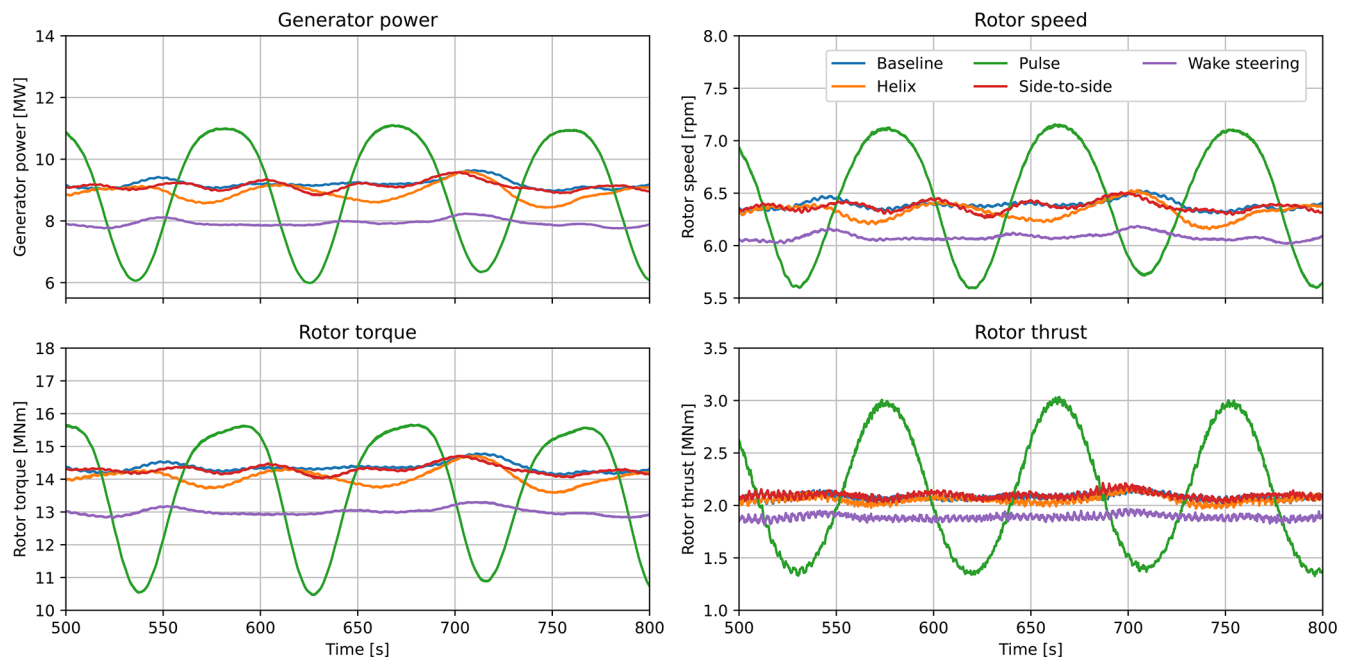 Generator power
Generator power [MW]
14
12
10
8
6
Rotor speed
Rotor speed [rpm]
8.0
7.5
7.0
6.5
6.0
5.5
Baseline
Helix
Pulse
Side-to-side
Wake steering
Rotor torque
Rotor torque [MNm]
18
17
16
15
14
13
12
11
10
500 550 600 650 700 750 800
Time [s]
Rotor thrust
Rotor thrust [MNm]
3.5
3.0
2.5
2.0
1.5
1.0
500 550 600 650 700 750 800
Time [s]